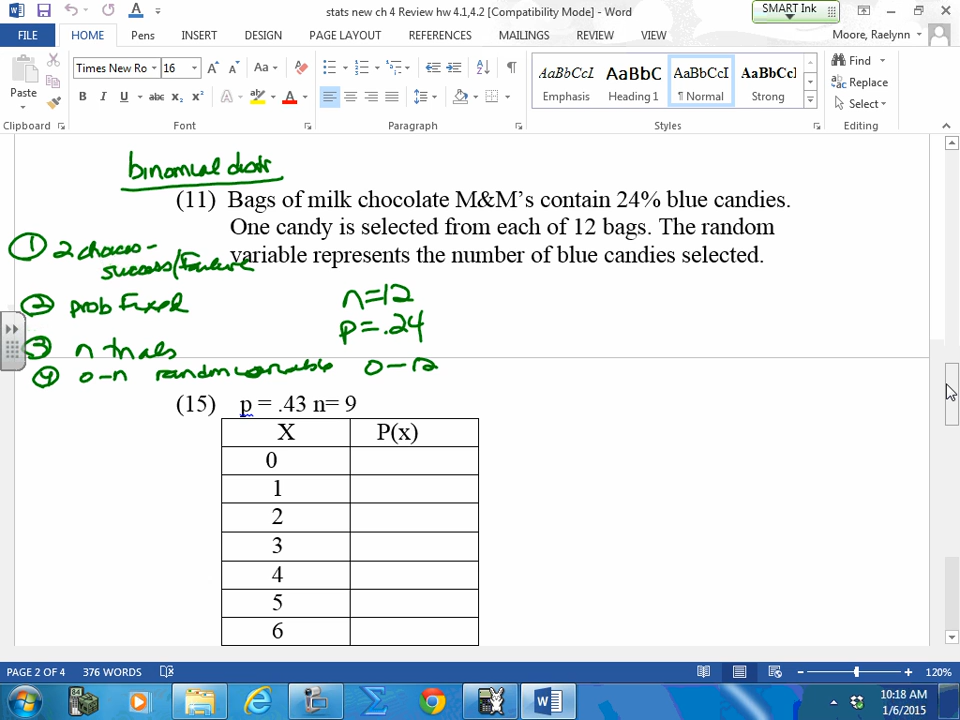 stats new ch 4 Review hw 4.1,4.2 [Compatibility Mode] - Word
SMART Ink
FILE HOME Pens INSERT DESIGN PAGE LAYOUT REFERENCES MAILINGS REVIEW VIEW Moore, Raelynn
Paste
Times New Ro 16 Aa
B I U abc x₂ x²
AaBbCcI AaBbC AaBbCcI AaBbCcl
Emphasis Heading 1 ¶ Normal Strong
Find
Replace
Select
Clipboard Font Paragraph Styles Editing
binomial distr
(11) Bags of milk chocolate M&M’s contain 24% blue candies.
One candy is selected from each of 12 bags. The random
variable represents the number of blue candies selected.
① 2 choices -
success/Failure
② prob Fixed
n=12
p=.24
③ n trials
④ 0-n random variable 0-12
(15) p = .43 n= 9
X P(x)
0
1
2
3
4
5
6
PAGE 2 OF 4 376 WORDS 120%
10:18 AM
1/6/2015